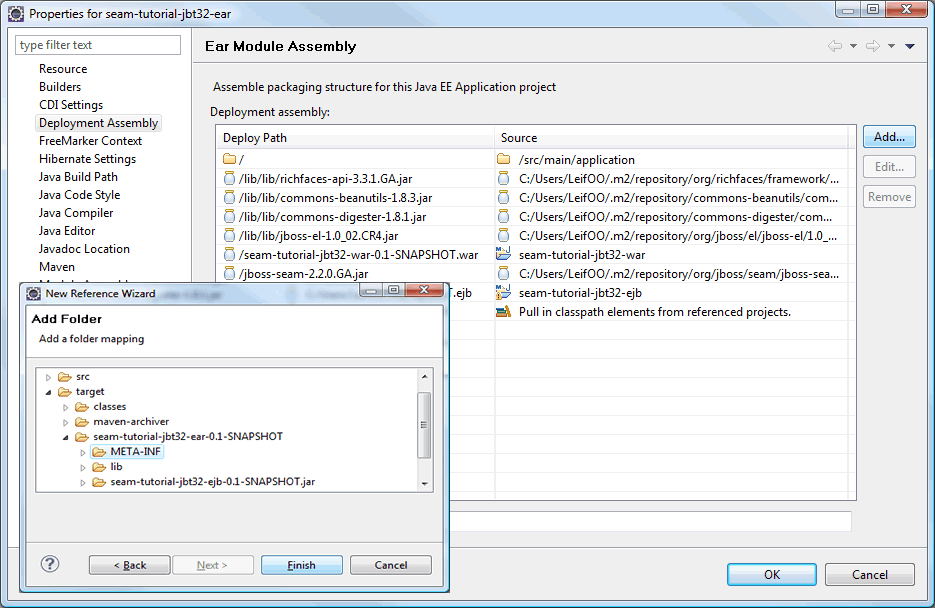 Properties for seam-tutorial-jbt32-ear
type filter text
Resource
Builders
CDI Settings
Deployment Assembly
FreeMarker Context
Hibernate Settings
Java Build Path
Java Code Style
Java Compiler
Java Editor
Javadoc Location
Maven
Ear Module Assembly
Assemble packaging structure for this Java EE Application project
Deployment assembly:
Deploy Path Source
/ /src/main/application
/lib/lib/richfaces-api-3.3.1.GA.jar C:/Users/LeifOO/.m2/repository/org/richfaces/framework/...
/lib/lib/commons-beanutils-1.8.3.jar C:/Users/LeifOO/.m2/repository/commons-beanutils/com...
/lib/lib/commons-digester-1.8.1.jar C:/Users/LeifOO/.m2/repository/commons-digester/com...
/lib/lib/jboss-el-1.0_02.CR4.jar C:/Users/LeifOO/.m2/repository/org/jboss/el/jboss-el/1.0_...
/seam-tutorial-jbt32-war-0.1-SNAPSHOT.war seam-tutorial-jbt32-war
/jboss-seam-2.2.0.GA.jar C:/Users/LeifOO/.m2/repository/org/jboss/seam/jboss-sea...
.ejb seam-tutorial-jbt32-ejb
Pull in classpath elements from referenced projects.
Add...
Edit...
Remove
New Reference Wizard
Add Folder
Add a folder mapping
src
target
classes
maven-archiver
seam-tutorial-jbt32-ear-0.1-SNAPSHOT
META-INF
lib
seam-tutorial-jbt32-ejb-0.1-SNAPSHOT.jar
< Back Next > Finish Cancel
OK Cancel